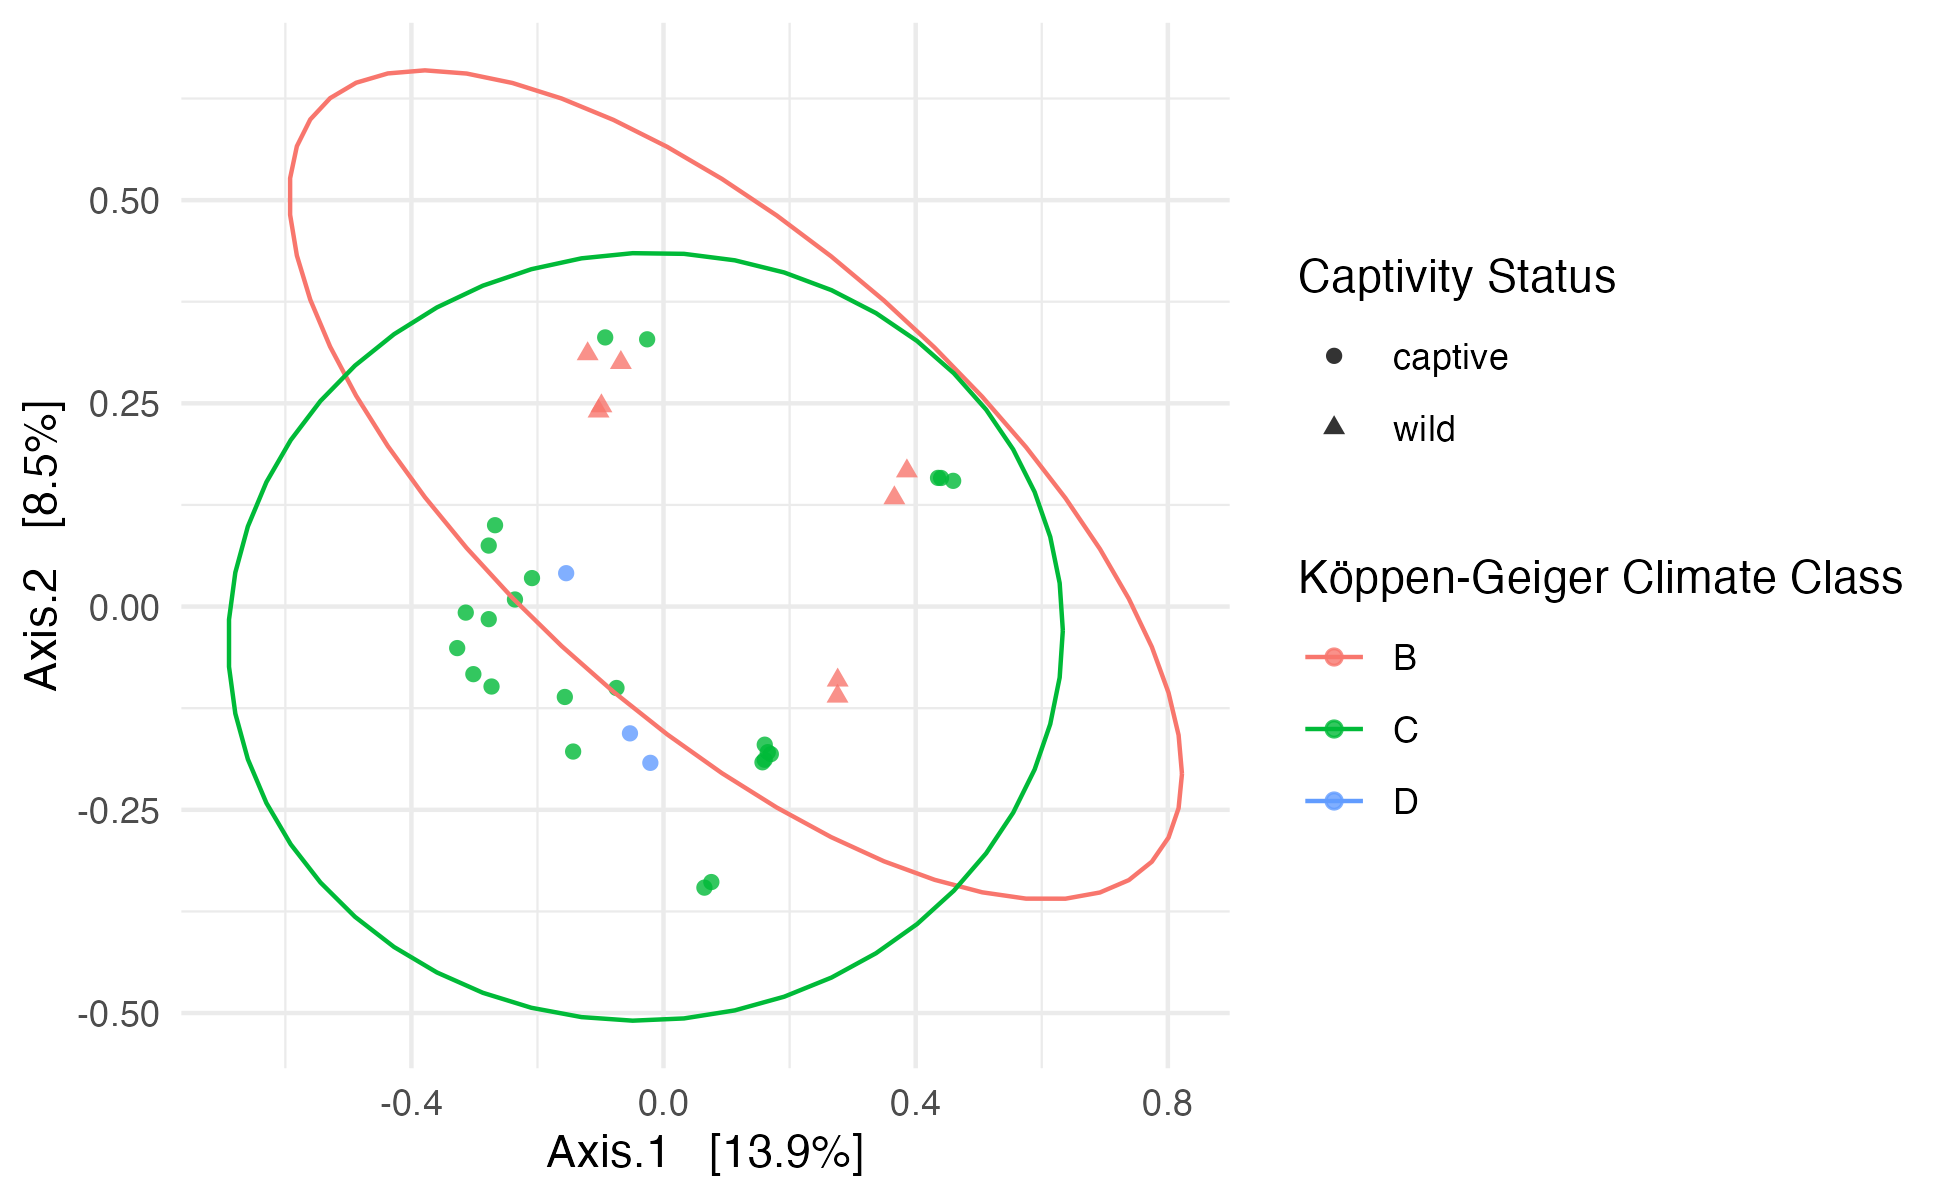 0.50
0.25
0.00
-0.25
-0.50
Axis.2 [8.5%]
-0.4 0.0 0.4 0.8
Axis.1 [13.9%]
Captivity Status
captive
wild
Köppen-Geiger Climate Class
B
C
D